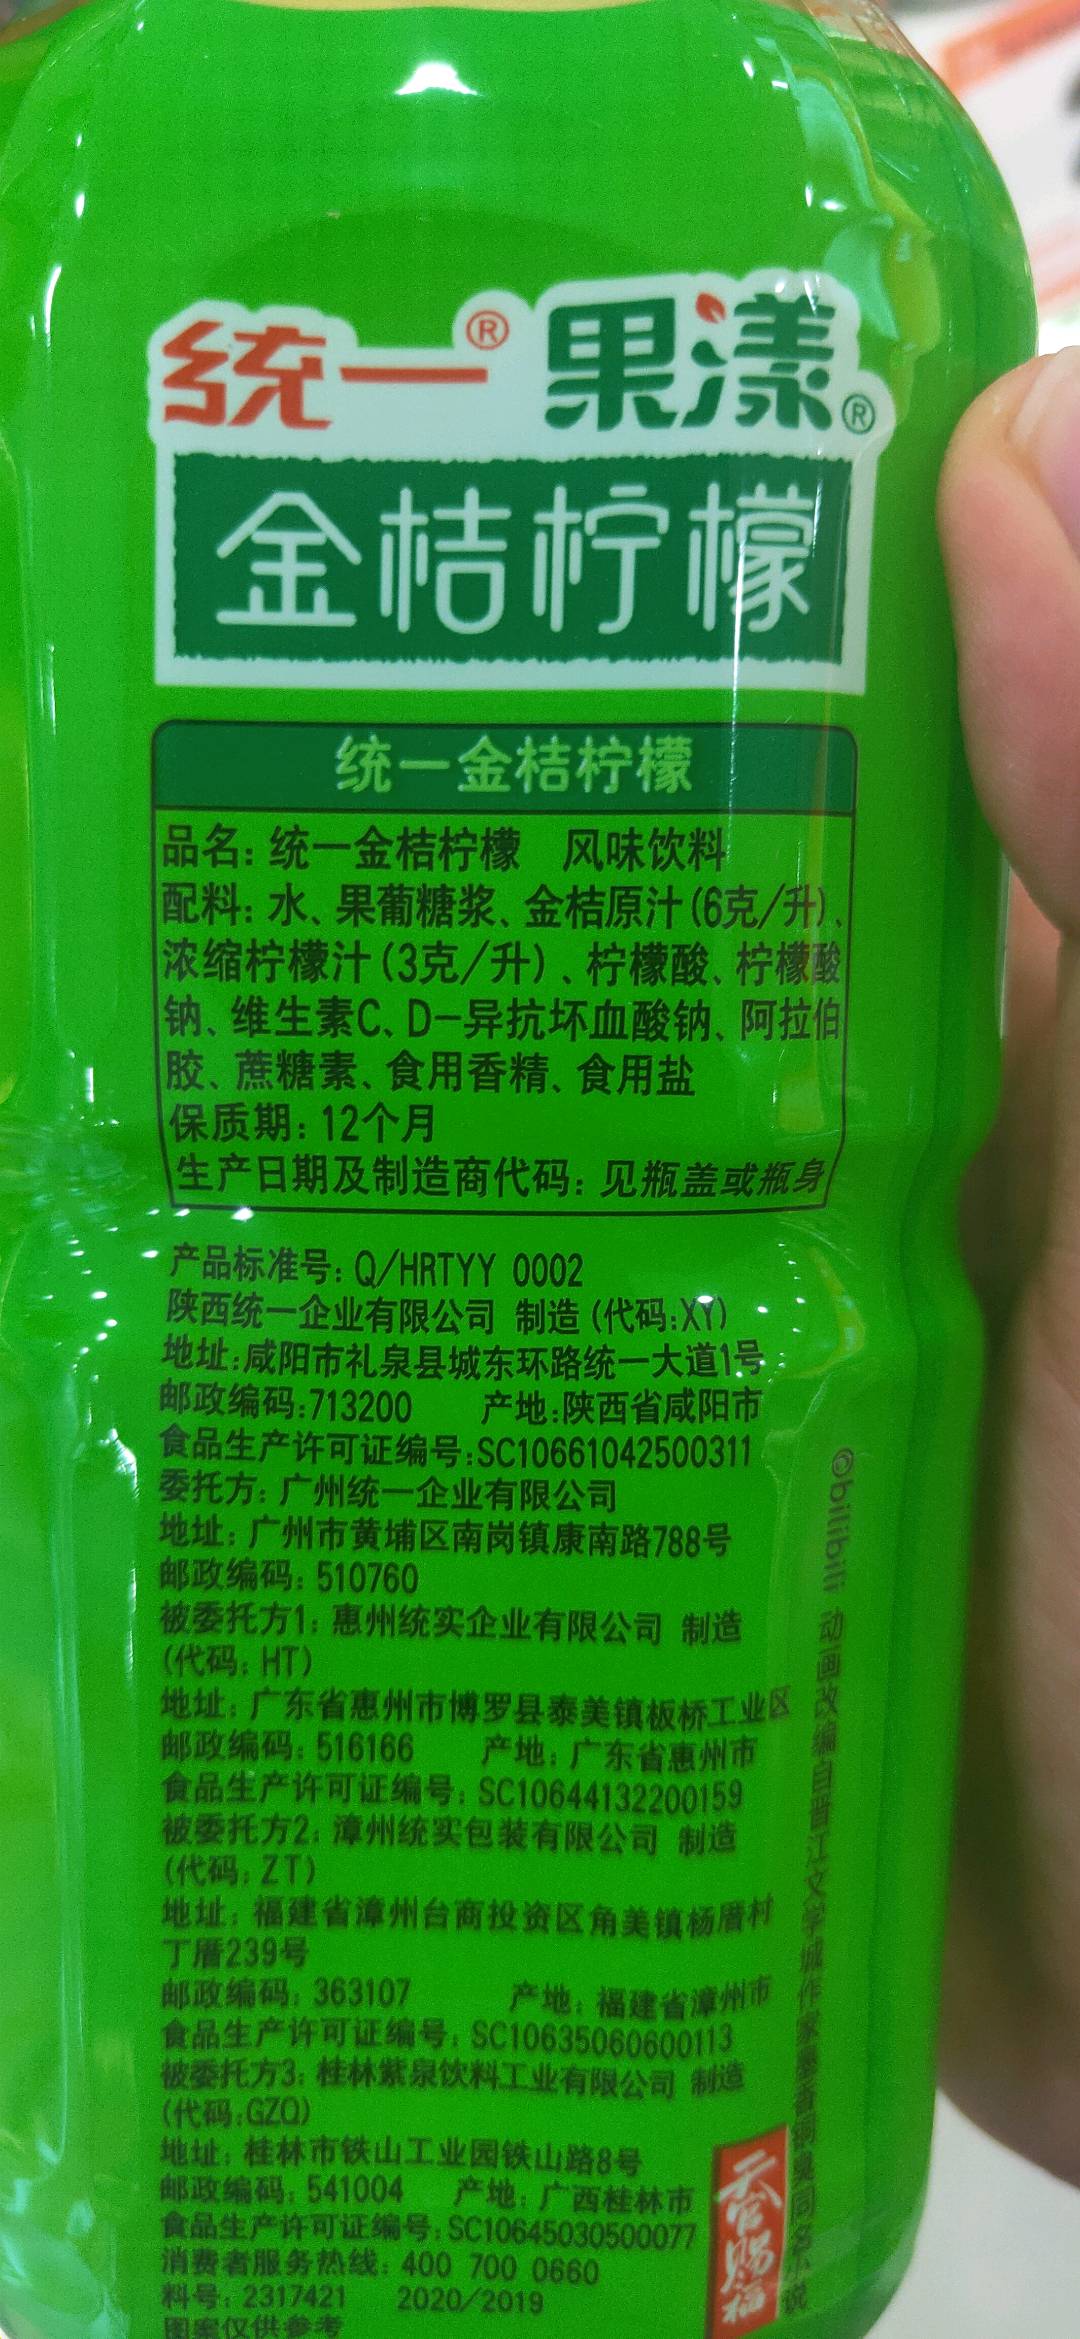 统一® 果漾®
金桔柠檬
统一金桔柠檬
品名: 统一金桔柠檬 风味饮料
配料: 水、果葡糖浆、金桔原汁(6克/升)、
浓缩柠檬汁(3克/升)、柠檬酸、柠檬酸
钠、维生素C、D-异抗坏血酸钠、阿拉伯
胶、蔗糖素、食用香精、食用盐
保质期: 12个月
生产日期及制造商代码: 见瓶盖或瓶身
产品标准号: Q/HRTYY 0002
陕西统一企业有限公司 制造 (代码:XY)
地址:咸阳市礼泉县城东环路统一大道1号
邮政编码:713200 产地:陕西省咸阳市
食品生产许可证编号:SC10661042500311
委托方: 广州统一企业有限公司
地址: 广州市黄埔区南岗镇康南路788号
邮政编码: 510760
被委托方1: 惠州统实企业有限公司 制造
(代码: HT)
地址: 广东省惠州市博罗县泰美镇板桥工业区
邮政编码: 516166 产地: 广东省惠州市
食品生产许可证编号: SC10644132200159
被委托方2: 漳州统实包装有限公司 制造
(代码: ZT)
地址: 福建省漳州台商投资区角美镇杨厝村
丁厝239号
邮政编码: 363107 产地: 福建省漳州市
食品生产许可证编号: SC10635060600113
被委托方3: 桂林紫泉饮料工业有限公司 制造
(代码:GZQ)
地址: 桂林市铁山工业园铁山路8号
邮政编码: 541004 产地: 广西桂林市
食品生产许可证编号: SC10645030500077
消费者服务热线: 400 700 0660
料号: 2317421 2020/2019
图案仅供参考
©bilibili 动画改编自晋江文学城作家墨香铜臭同名小说
天官赐福